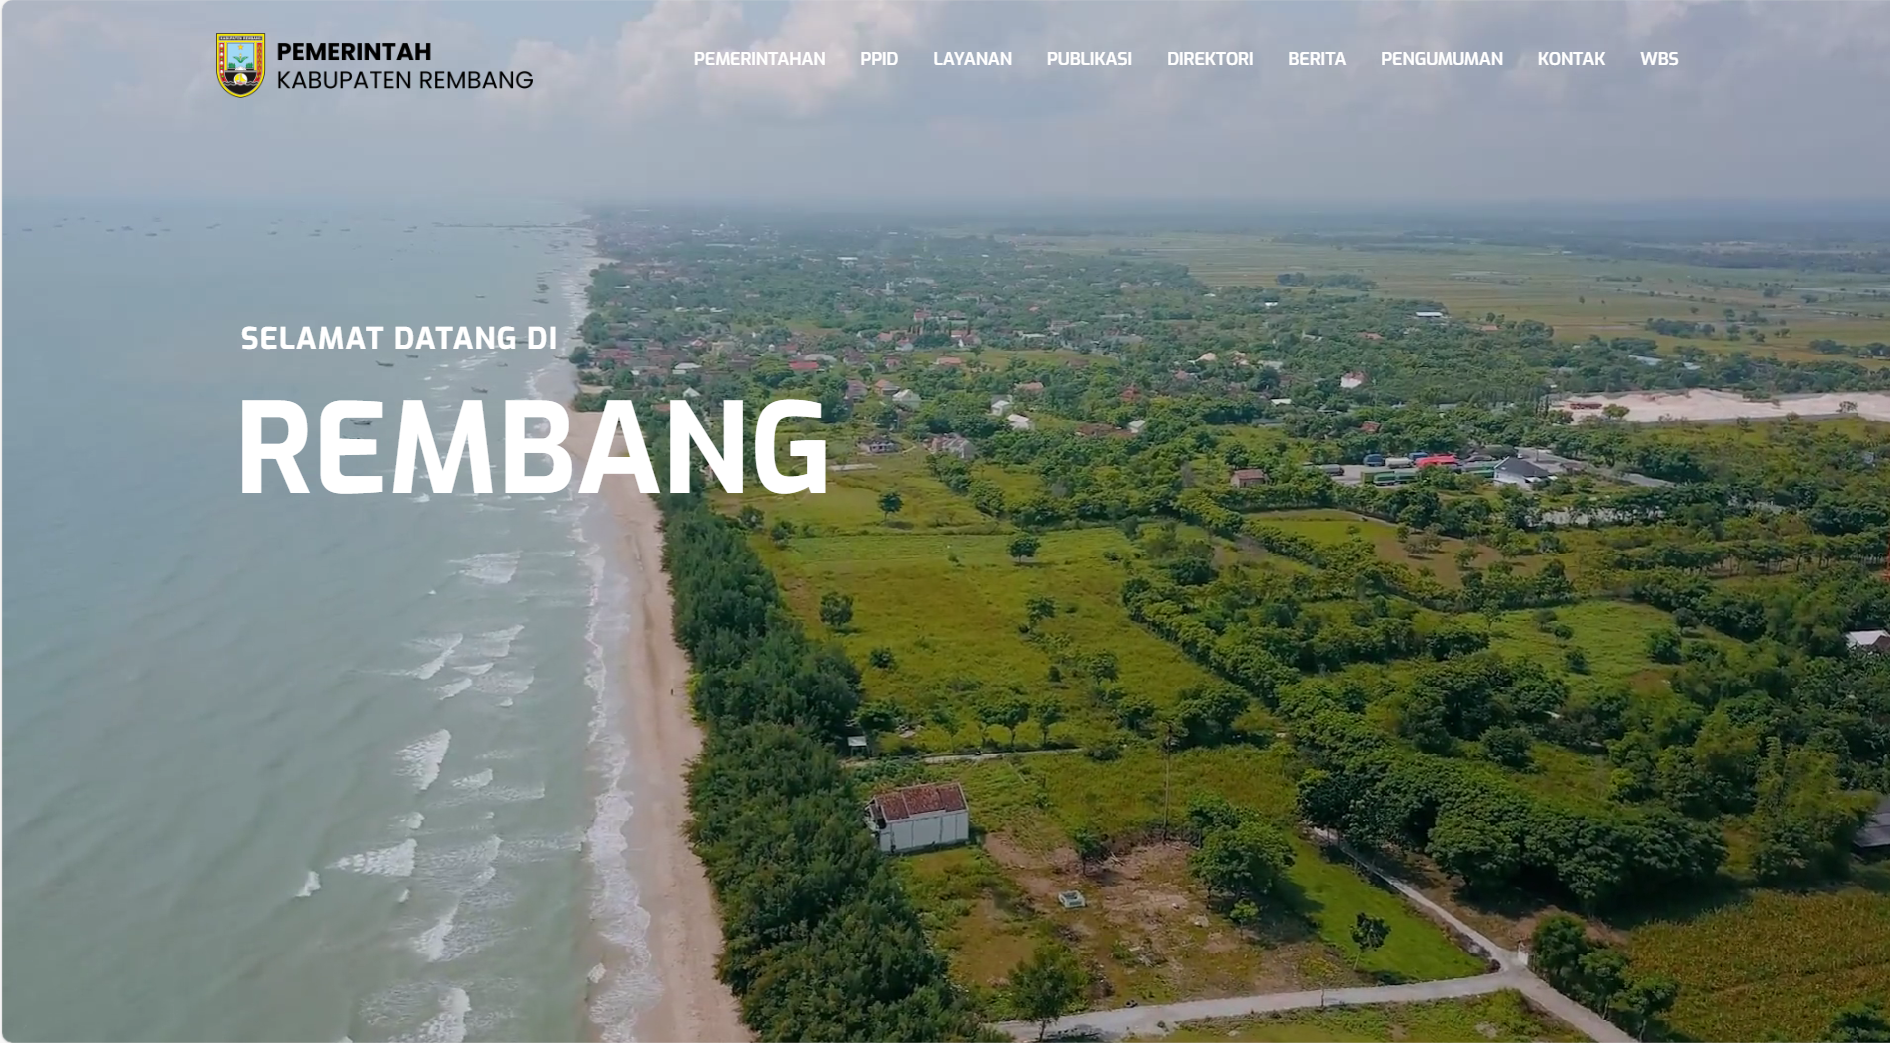 PEMERINTAH
KABUPATEN REMBANG
PEMERINTAHAN PPID LAYANAN PUBLIKASI DIREKTORI BERITA PENGUMUMAN KONTAK WBS
SELAMAT DATANG DI
REMBANG